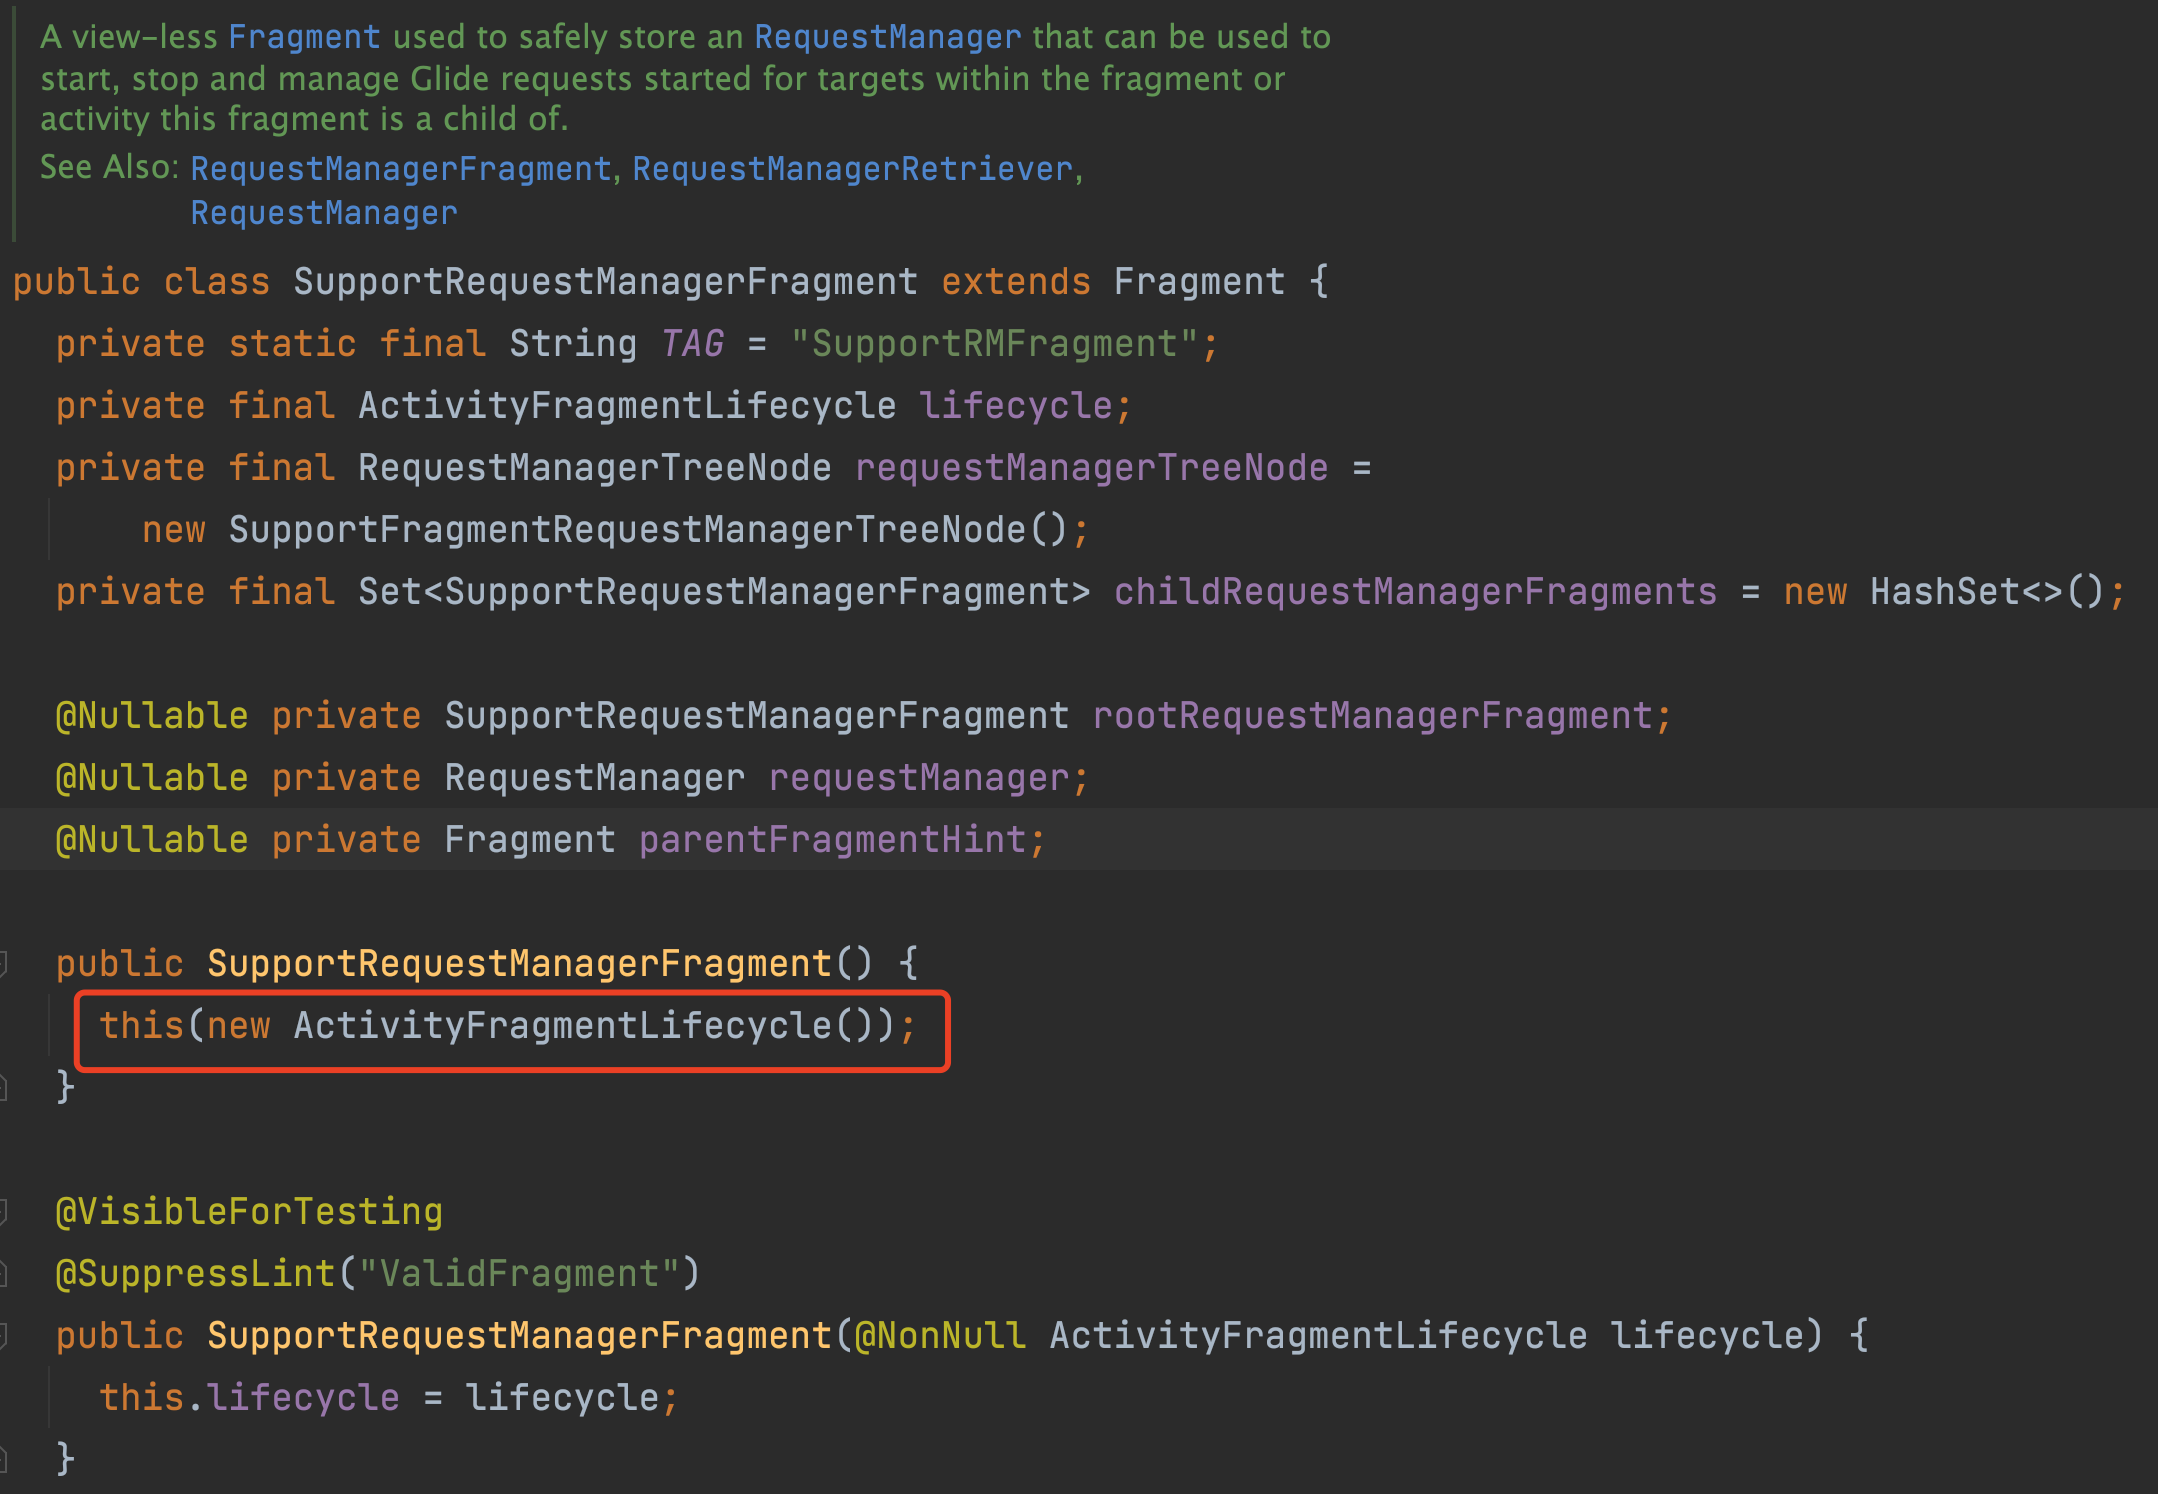 A view-less Fragment used to safely store an RequestManager that can be used to
start, stop and manage Glide requests started for targets within the fragment or
activity this fragment is a child of.
See Also: RequestManagerFragment, RequestManagerRetriever,
RequestManager
public class SupportRequestManagerFragment extends Fragment {
private static final String TAG = "SupportRMFragment";
private final ActivityFragmentLifecycle lifecycle;
private final RequestManagerTreeNode requestManagerTreeNode =
new SupportFragmentRequestManagerTreeNode();
private final Set<SupportRequestManagerFragment> childRequestManagerFragments = new HashSet<>();
@Nullable private SupportRequestManagerFragment rootRequestManagerFragment;
@Nullable private RequestManager requestManager;
@Nullable private Fragment parentFragmentHint;
public SupportRequestManagerFragment() {
this(new ActivityFragmentLifecycle());
}
@VisibleForTesting
@SuppressLint("ValidFragment")
public SupportRequestManagerFragment(@NonNull ActivityFragmentLifecycle lifecycle) {
this.lifecycle = lifecycle;
}